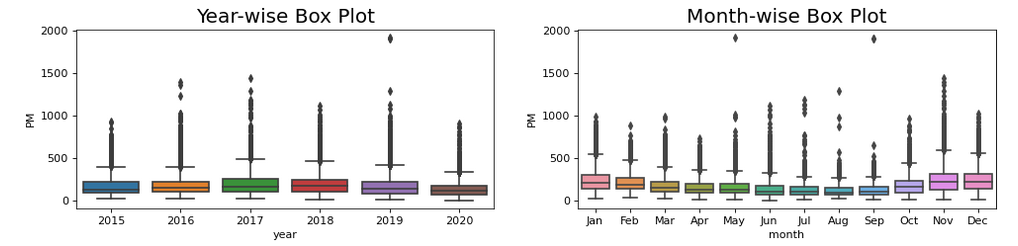 Year-wise Box Plot
2000
1500
1000
500
0
PM
2015 2016 2017 2018 2019 2020
year
Month-wise Box Plot
2000
1500
1000
500
0
PM
Jan Feb Mar Apr May Jun Jul Aug Sep Oct Nov Dec
month